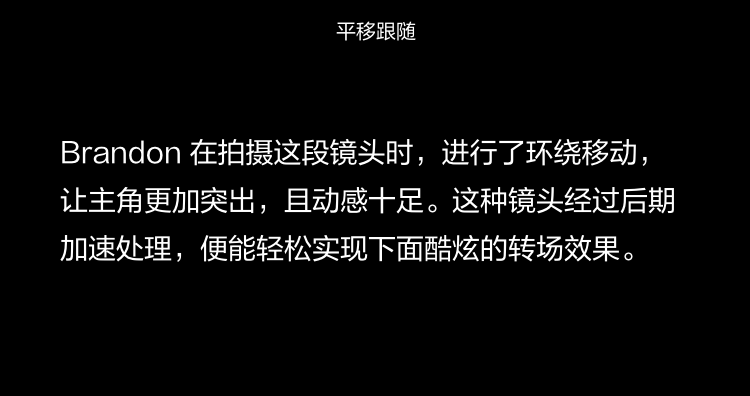 平移跟随
Brandon 在拍摄这段镜头时，进行了环绕移动，
让主角更加突出，且动感十足。这种镜头经过后期
加速处理，便能轻松实现下面酷炫的转场效果。